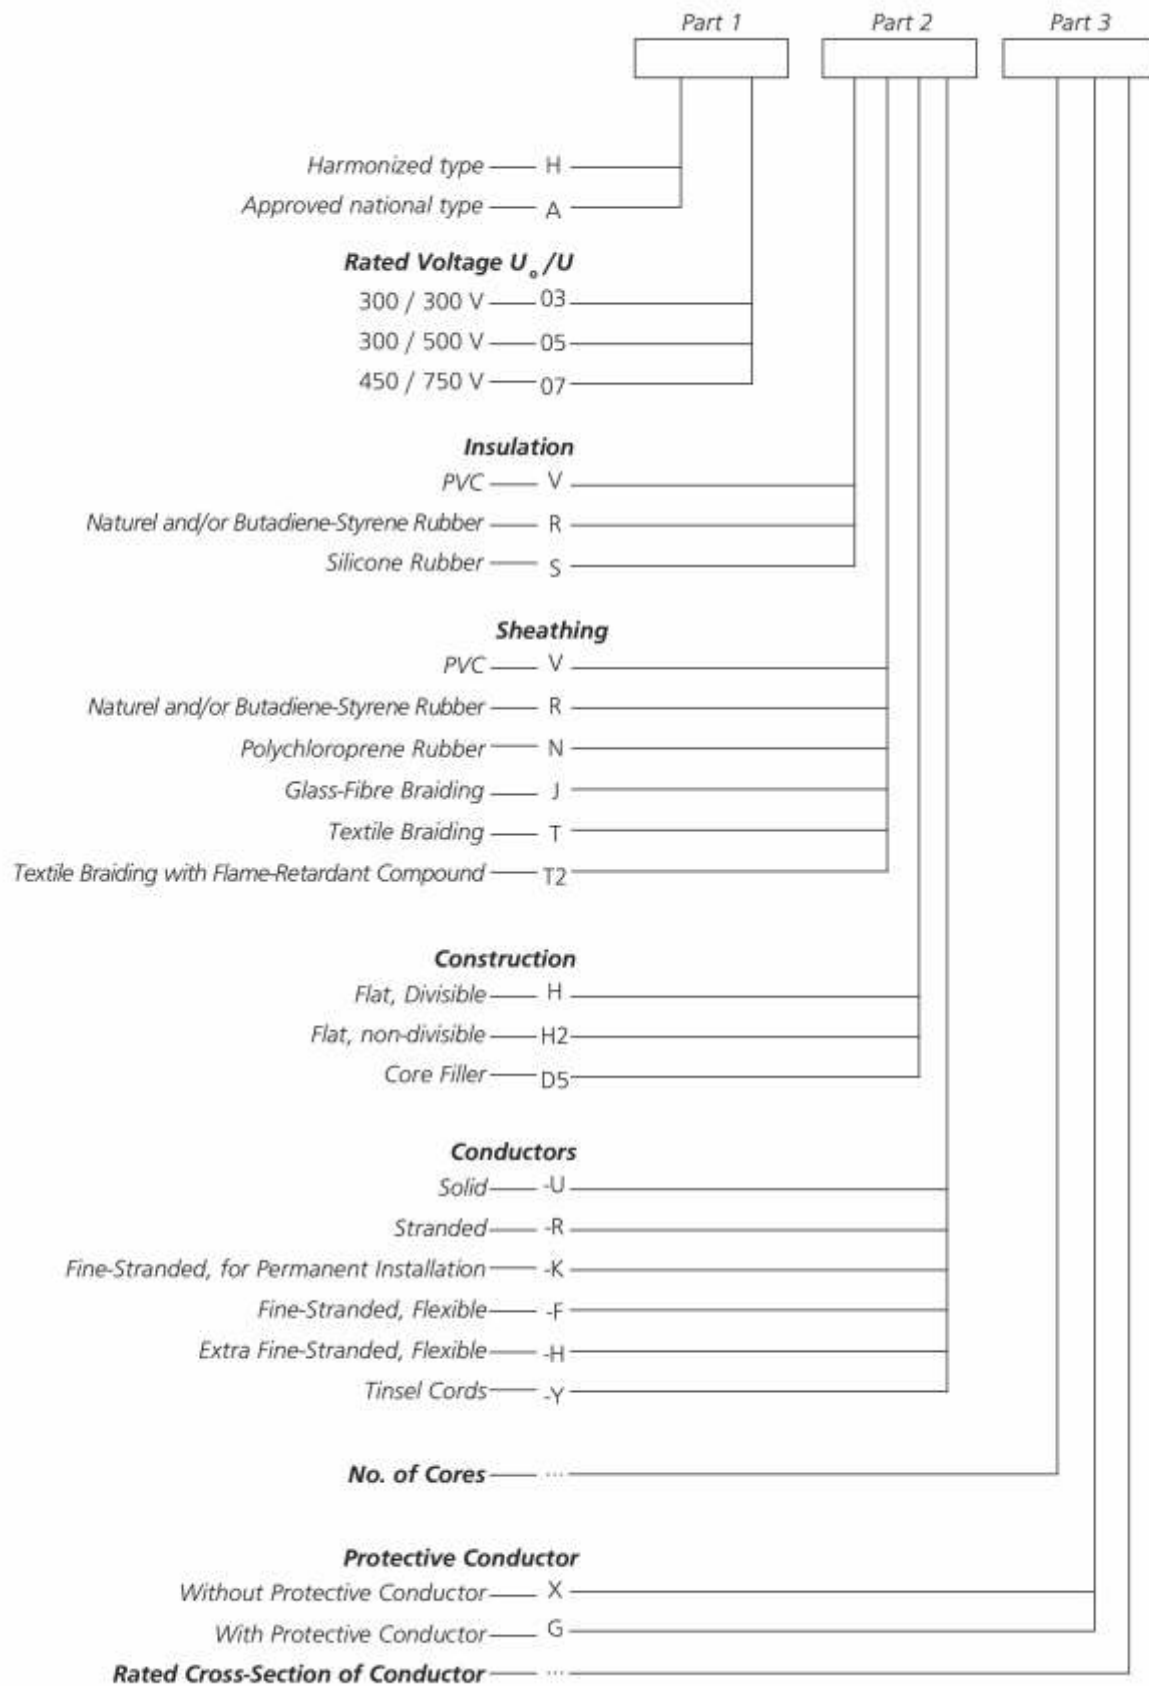 Part 1 Part 2 Part 3
Harmonized type H
Approved national type A
Rated Voltage Uo /U
300 / 300 V 03
300 / 500 V 05
450 / 750 V 07
Insulation
PVC V
Naturel and/or Butadiene-Styrene Rubber R
Silicone Rubber S
Sheathing
PVC V
Naturel and/or Butadiene-Styrene Rubber R
Polychloroprene Rubber N
Glass-Fibre Braiding J
Textile Braiding T
Textile Braiding with Flame-Retardant Compound T2
Construction
Flat, Divisible H
Flat, non-divisible H2
Core Filler D5
Conductors
Solid -U
Stranded -R
Fine-Stranded, for Permanent Installation -K
Fine-Stranded, Flexible -F
Extra Fine-Stranded, Flexible -H
Tinsel Cords -Y
No. of Cores ...
Protective Conductor
Without Protective Conductor X
With Protective Conductor G
Rated Cross-Section of Conductor ...